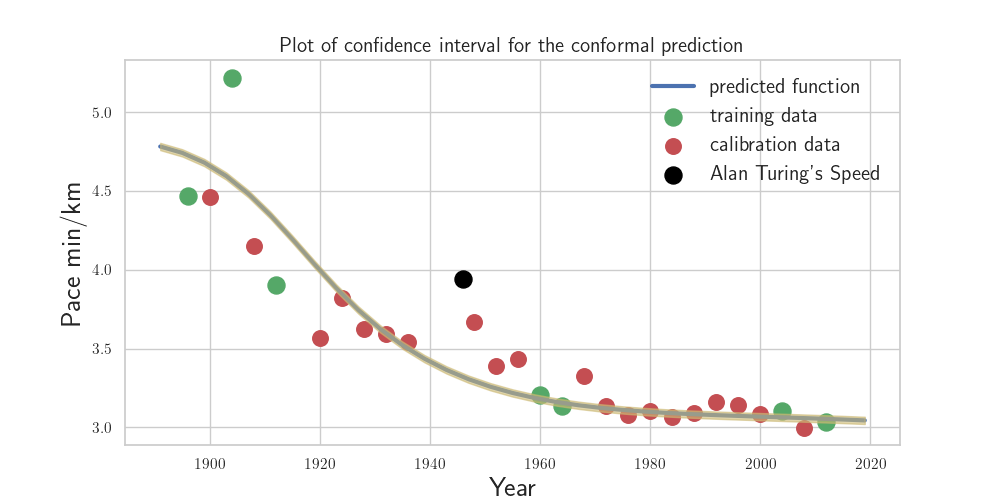 Plot of confidence interval for the conformal prediction
predicted function
training data
calibration data
Alan Turing's Speed
Pace min/km
5.0
4.5
4.0
3.5
3.0
1900 1920 1940 1960 1980 2000 2020
Year